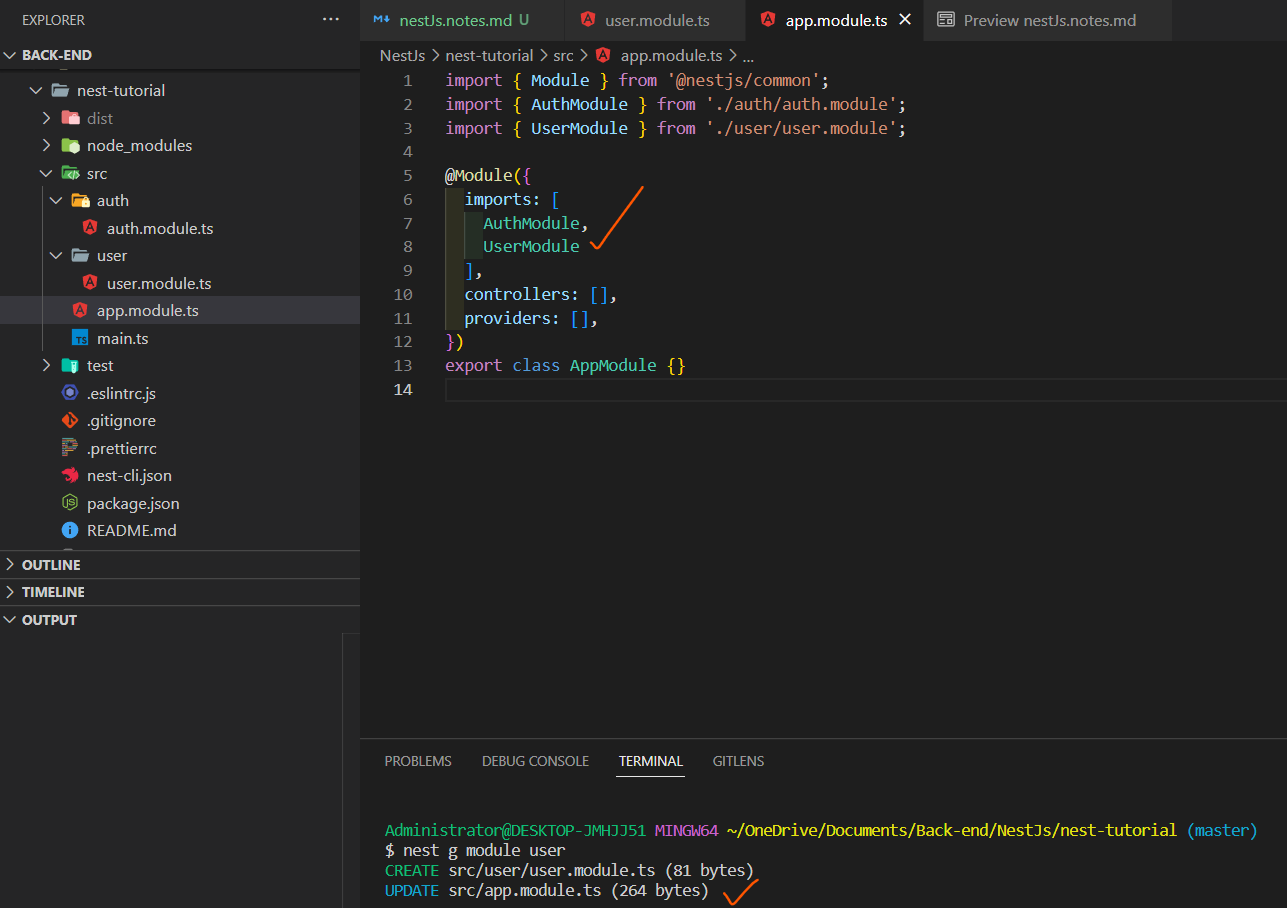 EXPLORER
BACK-END
nest-tutorial
dist
node_modules
src
auth
auth.module.ts
user
user.module.ts
app.module.ts
main.ts
test
.eslintrc.js
.gitignore
.prettierrc
nest-cli.json
package.json
README.md
OUTLINE
TIMELINE
OUTPUT
nestJs.notes.md U user.module.ts app.module.ts Preview nestJs.notes.md
NestJs > nest-tutorial > src > app.module.ts > ...
1 import { Module } from '@nestjs/common';
2 import { AuthModule } from './auth/auth.module';
3 import { UserModule } from './user/user.module';
4
5 @Module({
6 imports: [
7 AuthModule,
8 UserModule
9 ],
10 controllers: [],
11 providers: [],
12 })
13 export class AppModule {}
14
PROBLEMS DEBUG CONSOLE TERMINAL GITLENS
Administrator@DESKTOP-JMHJJ51 MINGW64 ~/OneDrive/Documents/Back-end/NestJs/nest-tutorial (master)
$ nest g module user
CREATE src/user/user.module.ts (81 bytes)
UPDATE src/app.module.ts (264 bytes)